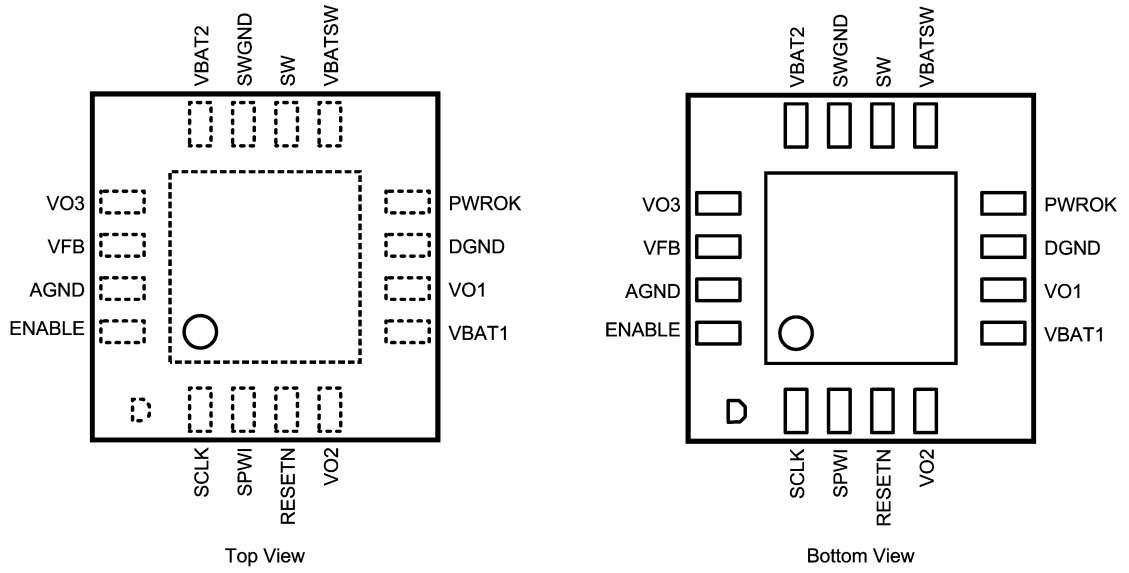 VBAT2
SWGND
SW
VBATSW
VO3
VFB
AGND
ENABLE
PWROK
DGND
VO1
VBAT1
SCLK
SPWI
RESETN
VO2
Top View
VBAT2
SWGND
SW
VBATSW
VO3
VFB
AGND
ENABLE
PWROK
DGND
VO1
VBAT1
SCLK
SPWI
RESETN
VO2
Bottom View